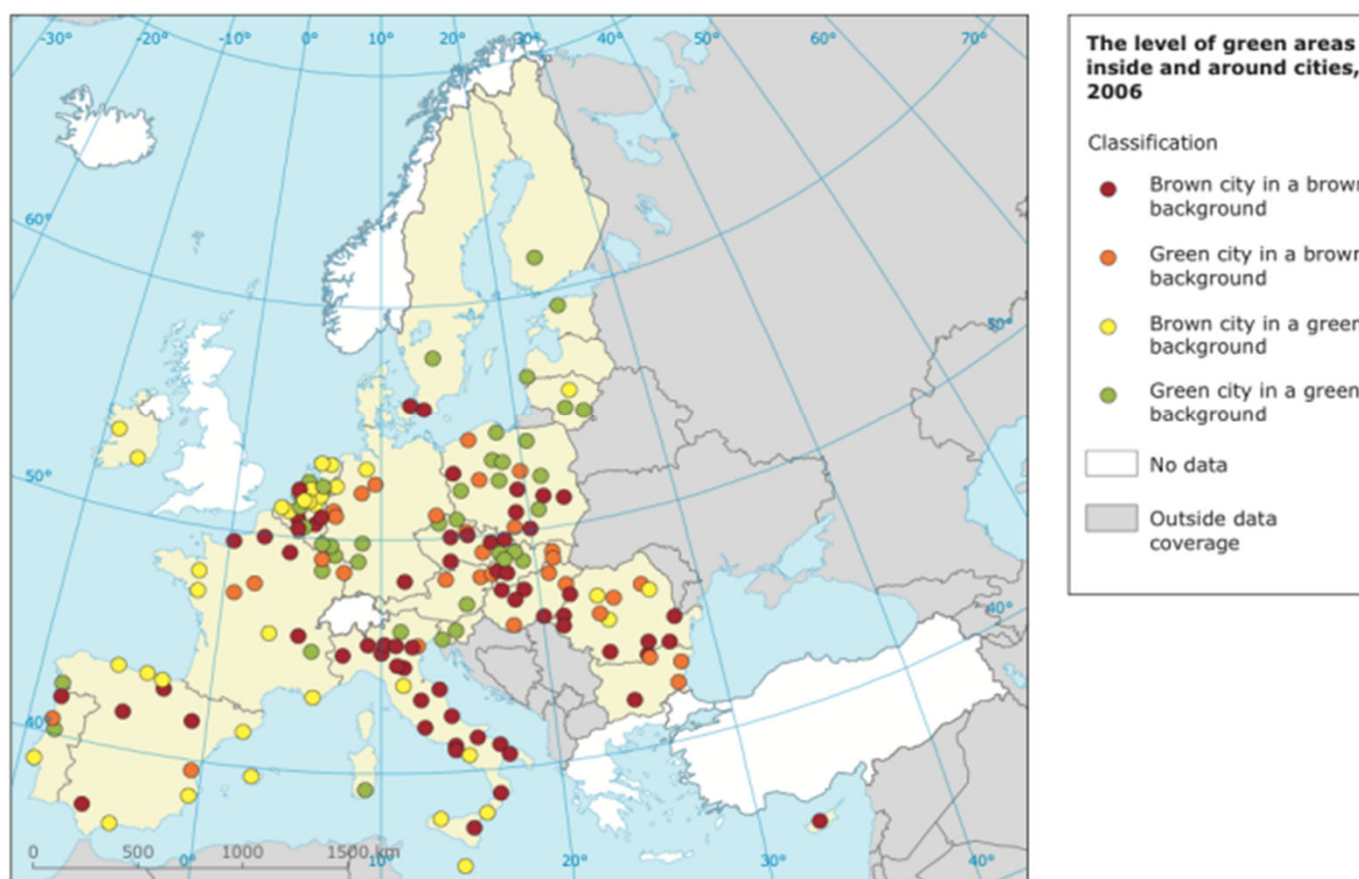 -30° -20° -10° 0° 10° 20° 30° 40° 50° 60° 70°
60°
50°
50°
40°
40°
0 500 1000 1500 km
0° 10° 20° 30° 40°
The level of green areas
inside and around cities,
2006
Classification
Brown city in a brown
background
Green city in a brown
background
Brown city in a green
background
Green city in a green
background
No data
Outside data
coverage